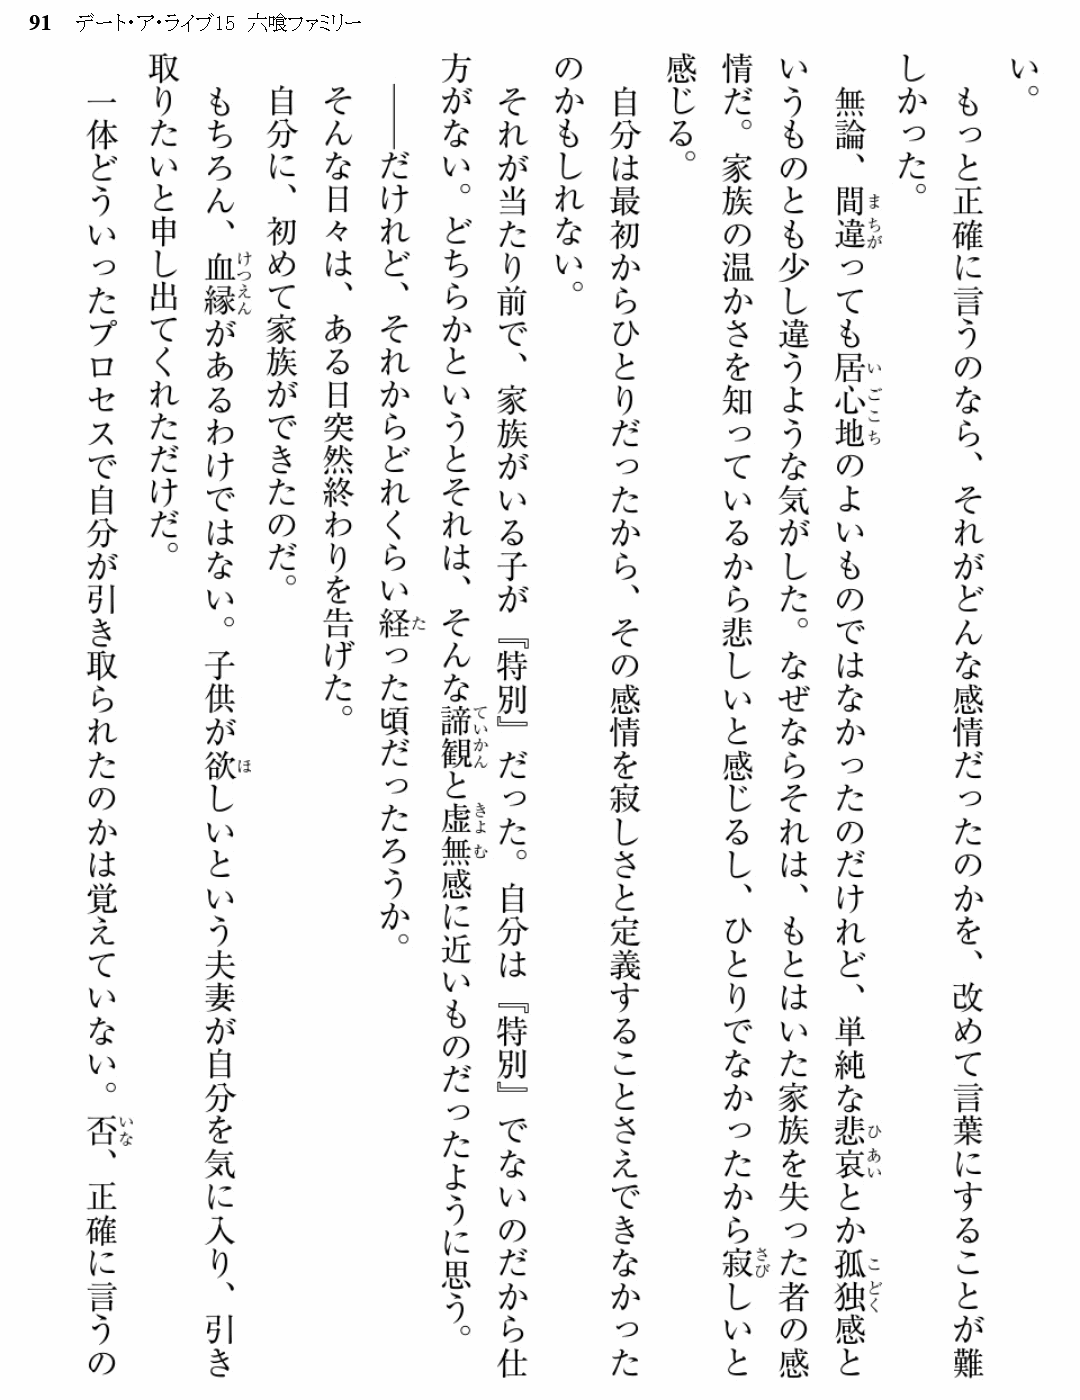 91 デート・ア・ライブ15 六喰ファミリー
い。
　もっと正確に言うのなら、それがどんな感情だったのかを、改めて言葉にすることが難
しかった。
　無論、間違っても居心地のよいものではなかったのだけれど、単純な悲哀とか孤独感と
いうものとも少し違うような気がした。なぜならそれは、もとはいた家族を失った者の感
情だ。家族の温かさを知っているから悲しいと感じるし、ひとりでなかったから寂しいと
感じる。
　自分は最初からひとりだったから、その感情を寂しさと定義することさえできなかった
のかもしれない。
　それが当たり前で、家族がいる子が『特別』だった。自分は『特別』でないのだから仕
方がない。どちらかというとそれは、そんな諦観と虚無感に近いものだったように思う。
　――だけれど、それからどれくらい経った頃だったろうか。
　そんな日々は、ある日突然終わりを告げた。
　自分に、初めて家族ができたのだ。
　もちろん、血縁があるわけではない。子供が欲しいという夫妻が自分を気に入り、引き
取りたいと申し出てくれただけだ。
　一体どういったプロセスで自分が引き取られたのかは覚えていない。否、正確に言うの